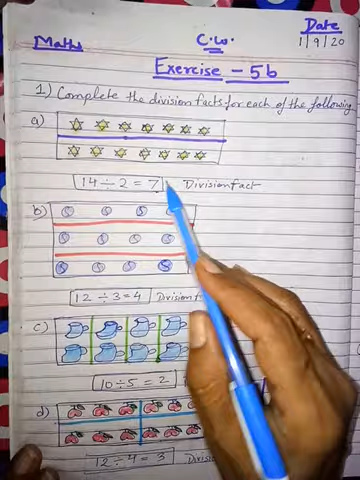 Maths
C.W.
Date
1/9/20
Exercise - 5b
1) Complete the division facts for each of the following
a)
14 ÷ 2 = 7 Division fact
b)
12 ÷ 3 = 4 Division
c)
10 ÷ 5 = 2
d)
12 ÷ 4 = 3